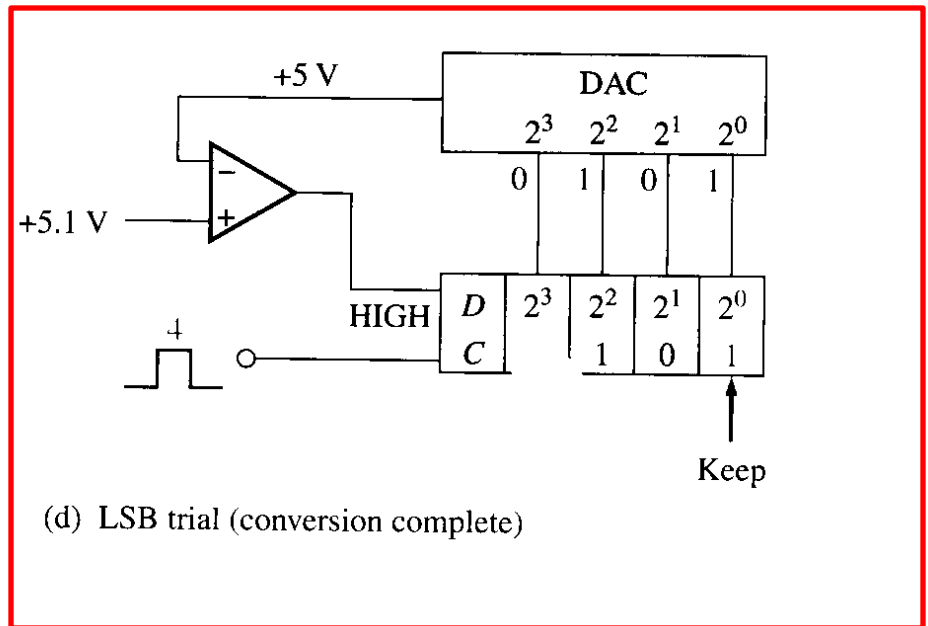 +5 V
DAC
2³ 2² 2¹ 2⁰
0 1 0 1
−
+5.1 V +
HIGH D 2³ 2² 2¹ 2⁰
4
C 1 0 1
Keep
(d) LSB trial (conversion complete)